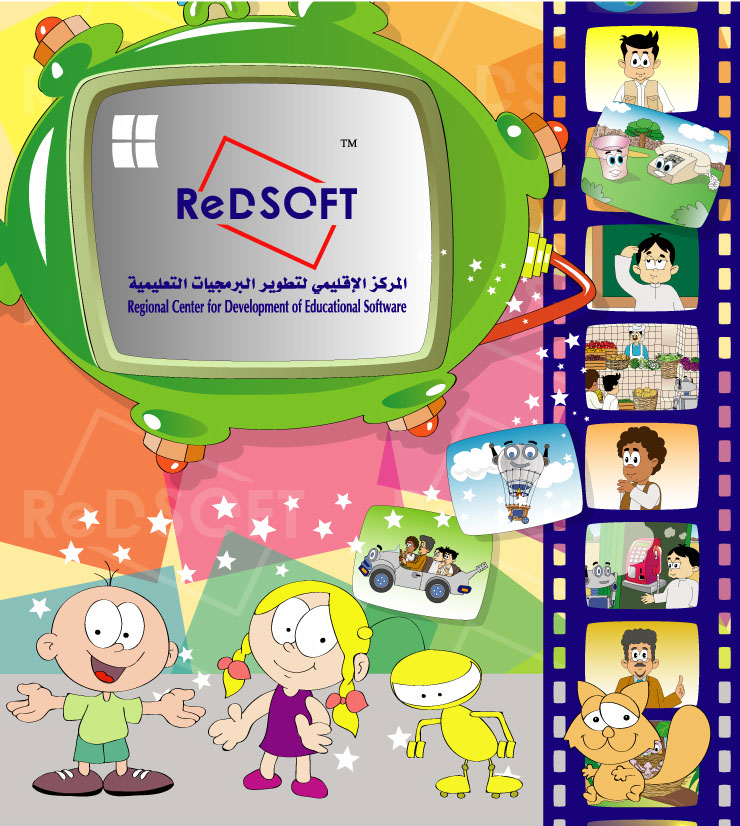 TM
ReDSOFT
المركز الإقليمي لتطوير البرمجيات التعليمية
Regional Center for Development of Educational Software
ReDSOFT